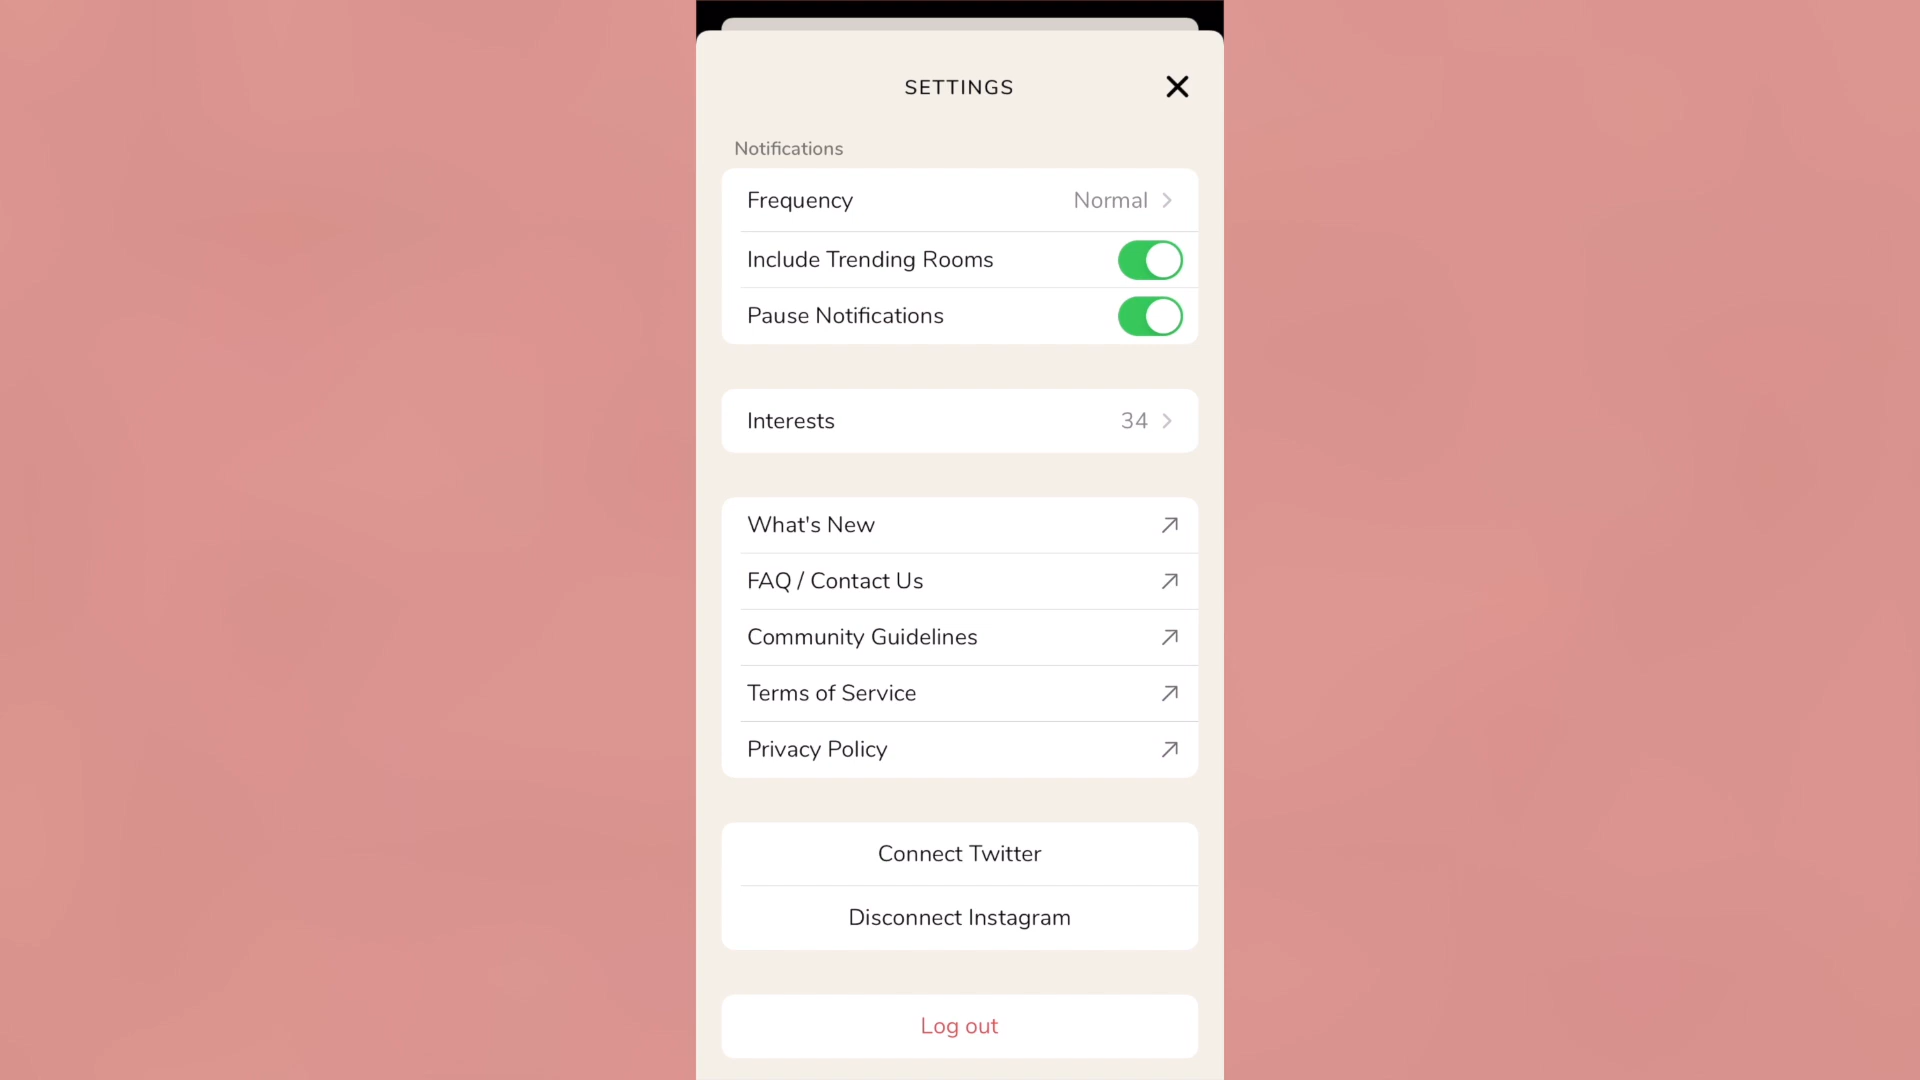 SETTINGS
Notifications
Frequency Normal
Include Trending Rooms
Pause Notifications
Interests 34
What's New
FAQ / Contact Us
Community Guidelines
Terms of Service
Privacy Policy
Connect Twitter
Disconnect Instagram
Log out